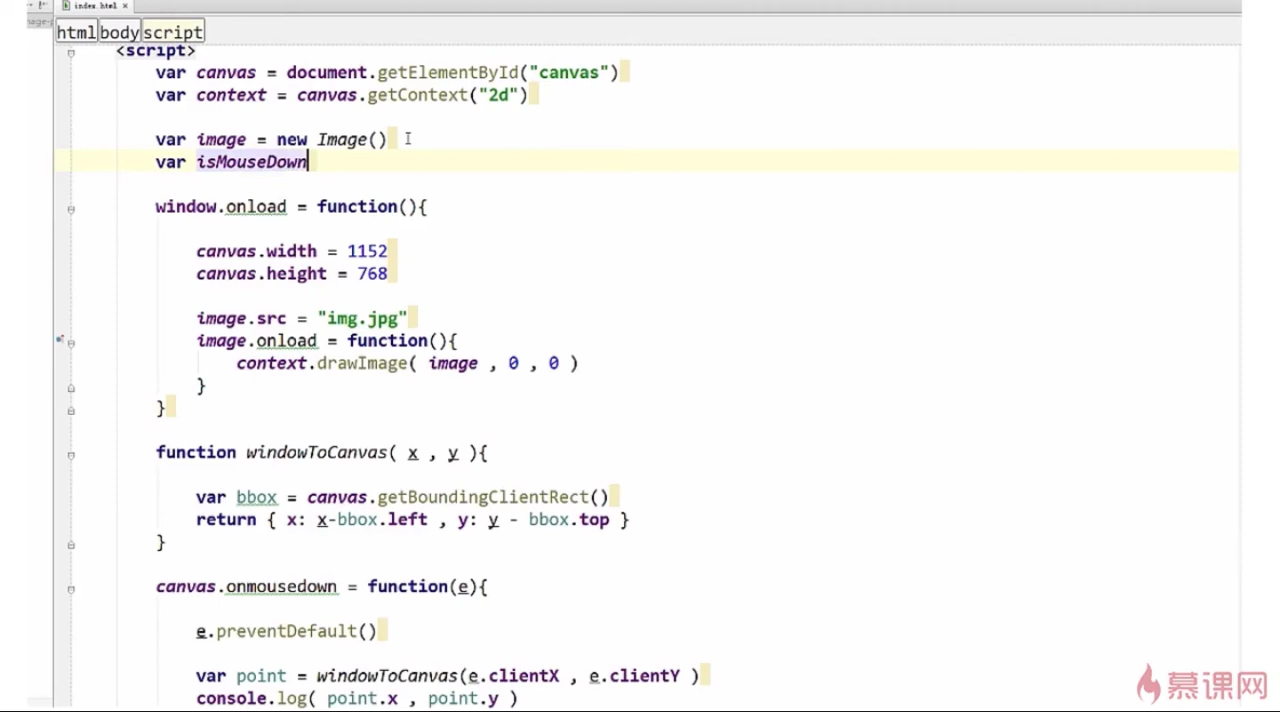 index.html ×
html body script
<script>
var canvas = document.getElementById("canvas")
var context = canvas.getContext("2d")
var image = new Image()
var isMouseDown
window.onload = function(){
canvas.width = 1152
canvas.height = 768
image.src = "img.jpg"
image.onload = function(){
context.drawImage( image , 0 , 0 )
}
}
function windowToCanvas( x , y ){
var bbox = canvas.getBoundingClientRect()
return { x: x-bbox.left , y: y - bbox.top }
}
canvas.onmousedown = function(e){
e.preventDefault()
var point = windowToCanvas(e.clientX , e.clientY )
console.log( point.x , point.y )
慕课网